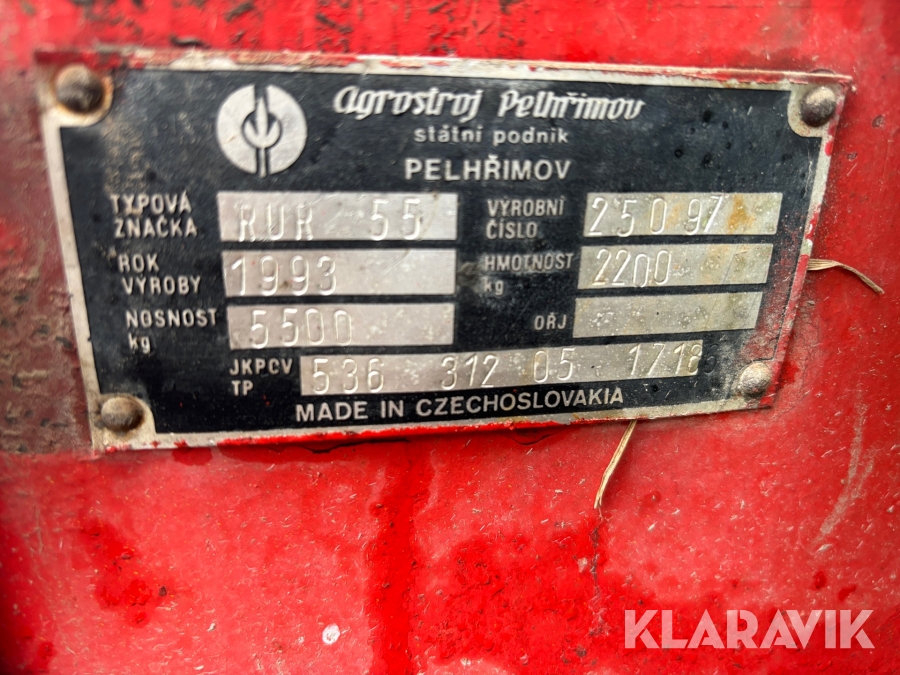 agrostroj Pelhřimov
státní podnik
PELHŘIMOV
TYPOVÁ ZNAČKA RUR 55
VÝROBNÍ ČÍSLO 25097
ROK VÝROBY 1993
HMOTNOST kg 2200
NOSNOST kg 5500
OŘJ
JKPOV TP 536 312 05 1718
MADE IN CZECHOSLOVAKIA
KLARAVIK